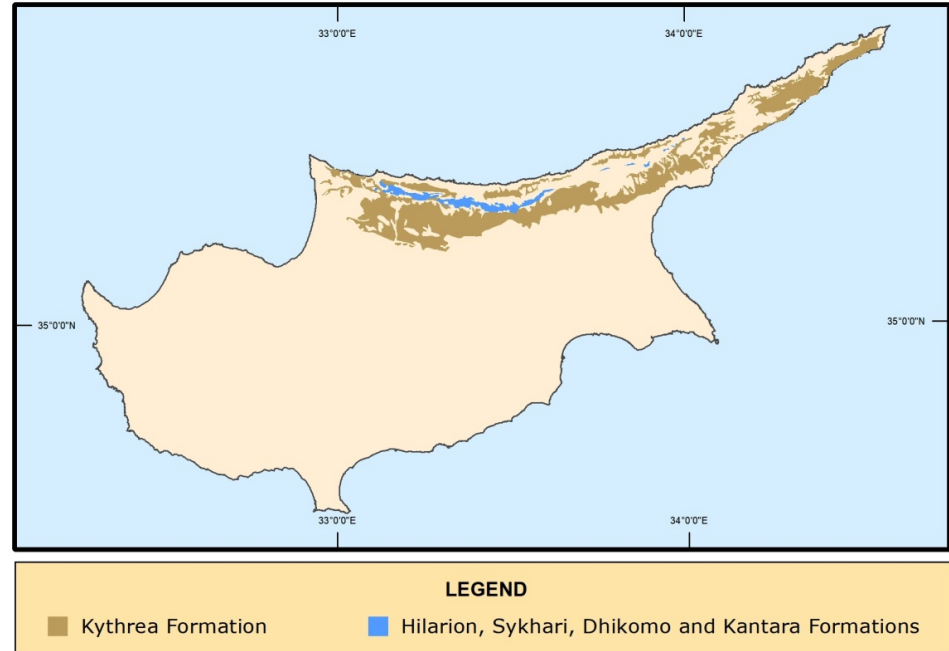 33°0'0"E
34°0'0"E
35°0'0"N
35°0'0"N
33°0'0"E
34°0'0"E
LEGEND
Kythrea Formation
Hilarion, Sykhari, Dhikomo and Kantara Formations